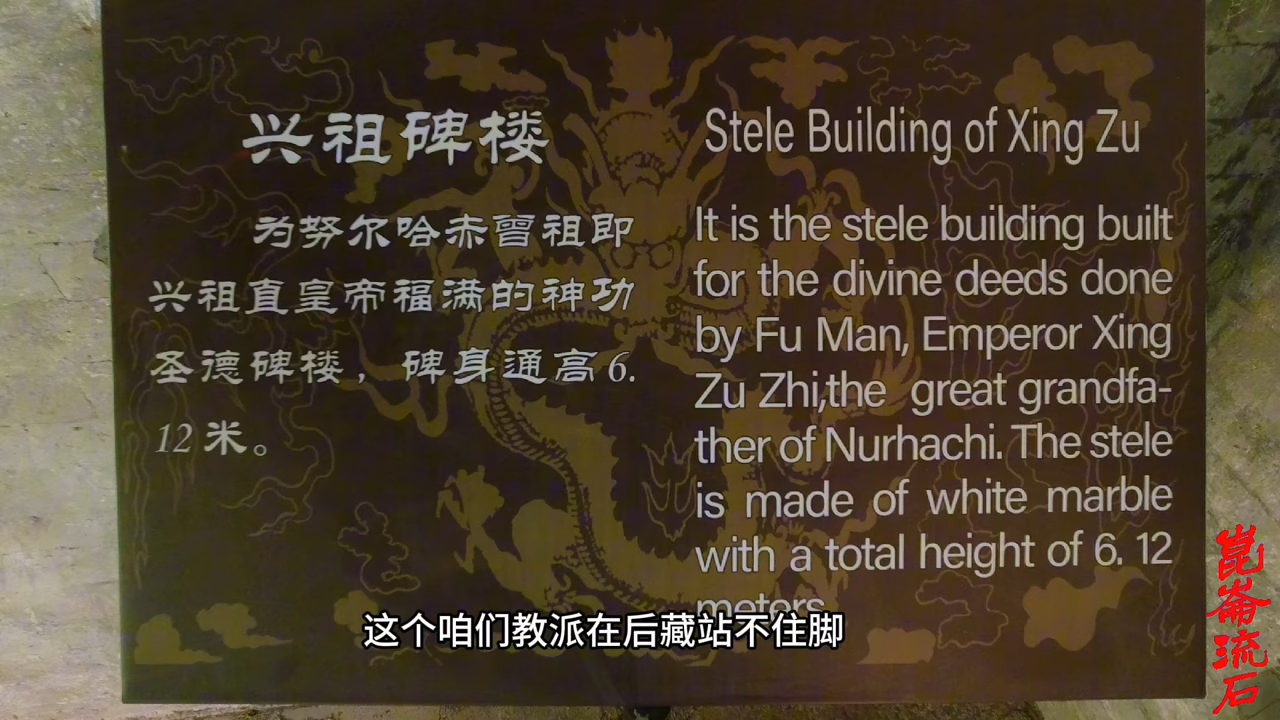 兴祖碑楼
为努尔哈赤曾祖即
兴祖直皇帝福满的神功
圣德碑楼，碑身通高6.
12米。
Stele Building of Xing Zu
It is the stele building built
for the divine deeds done
by Fu Man, Emperor Xing
Zu Zhi,the great grandfa-
ther of Nurhachi. The stele
is made of white marble
with a total height of 6. 12
meters.
这个咱们教派在后藏站不住脚
崑崙流石